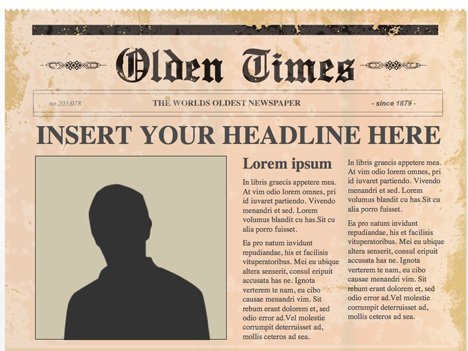 Olden Times
no.203.078
THE WORLDS OLDEST NEWSPAPER
- since 1879 -
INSERT YOUR HEADLINE HERE
Lorem ipsum
In libris graecis appetere mea.
At vim odio lorem omnes, pri
id iuvaret partiendo. Vivendo
menandri et sed. Lorem
volumus blandit cu has.Sit cu
alia porro fuisset.
Ea pro natum invidunt
repudiandae, his et facilisis
vituperatoribus. Mei eu ubique
altera senserit, consul eripuit
accusata has ne. Ignota
verterem te nam, eu cibo
causae menandri vim. Sit
rebum erant dolorem et, sed
odio error ad.Vel molestie
corrumpit deterruisset ad,
mollis ceteros ad sea.
In libris graecis appetere mea.
At vim odio lorem omnes, pri
id iuvaret partiendo. Vivendo
menandri et sed. Lorem
volumus blandit cu has.Sit cu
alia porro fuisset.
Ea pro natum invidunt
repudiandae, his et facilisis
vituperatoribus. Mei eu ubique
altera senserit, consul eripuit
accusata has ne. Ignota
verterem te nam, eu cibo
causae menandri vim. Sit
rebum erant dolorem et, sed
odio error ad.Vel molestie
corrumpit deterruisset ad,
mollis ceteros ad sea.